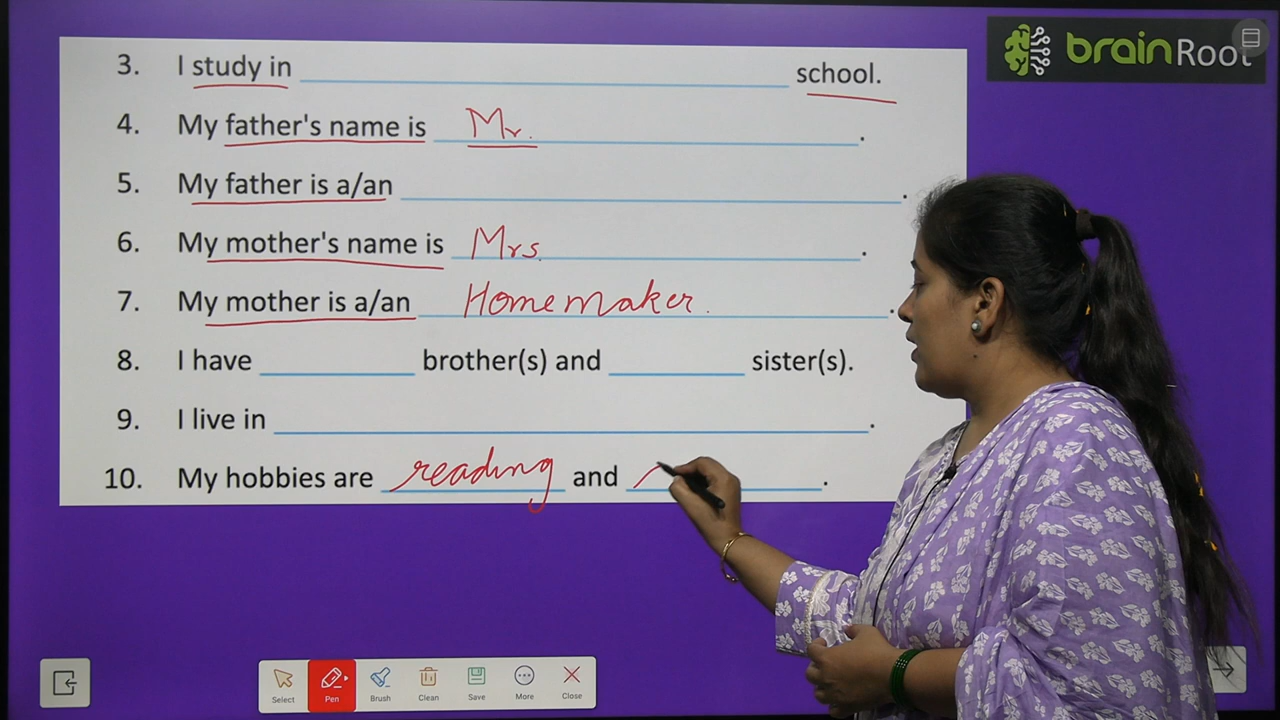 brainRoot
3. I study in school.
4. My father's name is Mr. .
5. My father is a/an .
6. My mother's name is Mrs. .
7. My mother is a/an Homemaker. .
8. I have brother(s) and sister(s).
9. I live in .
10. My hobbies are reading and .
Select Pen Brush Clean Save More Close